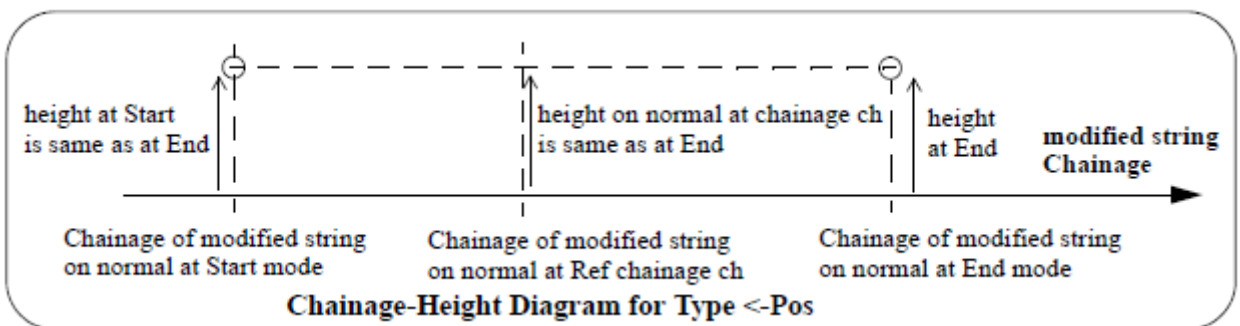 height at Start
is same as at End
height on normal at chainage ch
is same as at End
height
at End
modified string
Chainage
Chainage of modified string
on normal at Start mode
Chainage of modified string
on normal at Ref chainage ch
Chainage of modified string
on normal at End mode
Chainage-Height Diagram for Type <-Pos